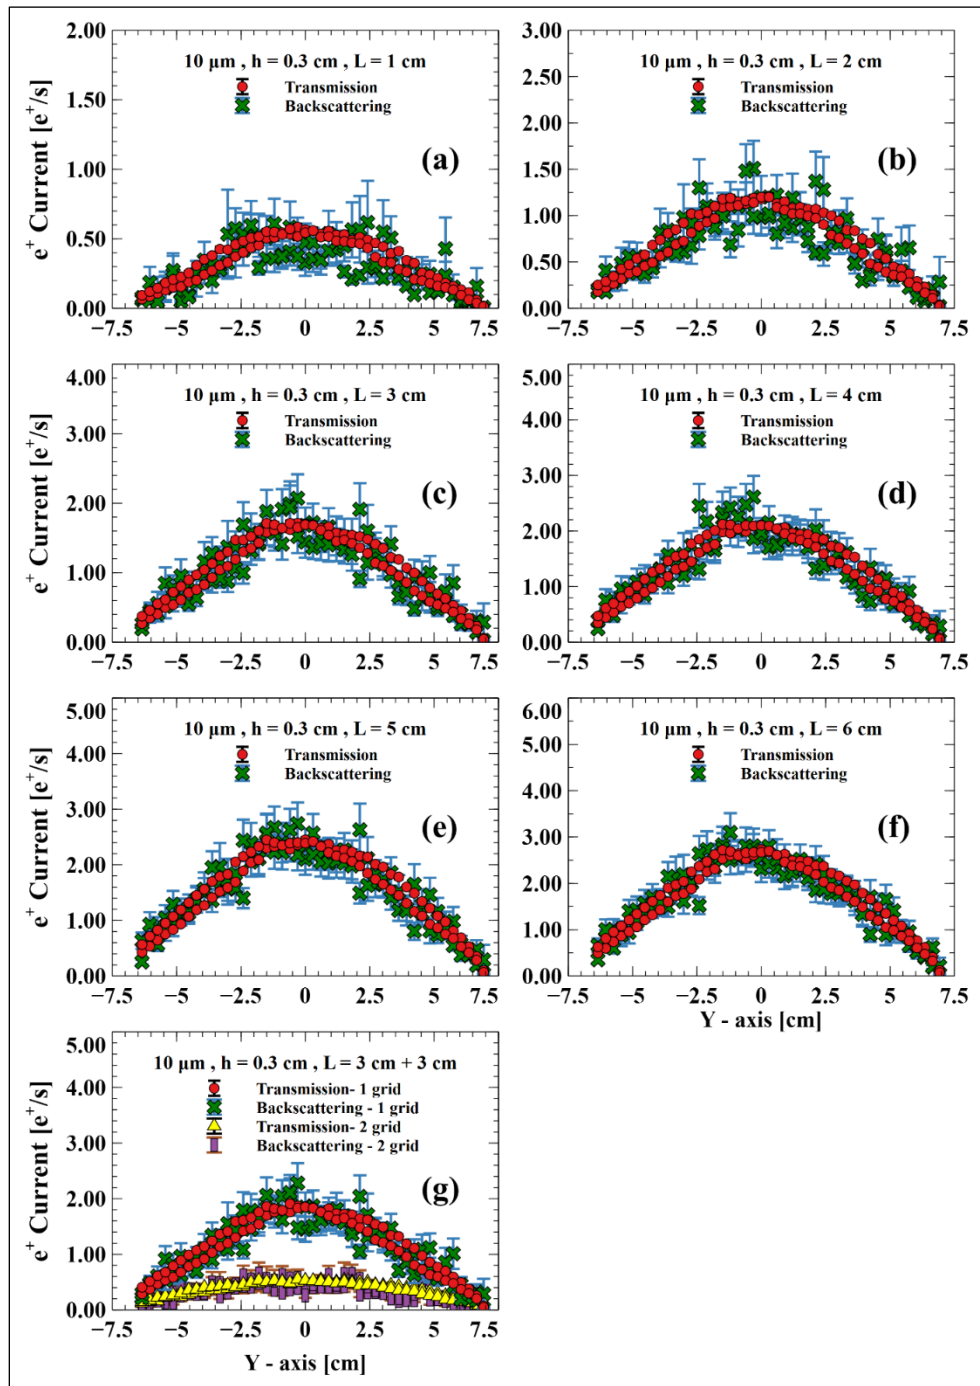 10 μm , h = 0.3 cm , L = 1 cm
Transmission
Backscattering
(a)
e⁺ Current [e⁺/s]
2.00
1.50
1.00
0.50
0.00
−7.5 −5 −2.5 0 2.5 5 7.5
10 μm , h = 0.3 cm , L = 2 cm
Transmission
Backscattering
(b)
3.00
2.50
2.00
1.50
1.00
0.50
0.00
−7.5 −5 −2.5 0 2.5 5 7.5
10 μm , h = 0.3 cm , L = 3 cm
Transmission
Backscattering
(c)
e⁺ Current [e⁺/s]
4.00
3.00
2.00
1.00
0.00
−7.5 −5 −2.5 0 2.5 5 7.5
10 μm , h = 0.3 cm , L = 4 cm
Transmission
Backscattering
(d)
5.00
4.00
3.00
2.00
1.00
0.00
−7.5 −5 −2.5 0 2.5 5 7.5
10 μm , h = 0.3 cm , L = 5 cm
Transmission
Backscattering
(e)
e⁺ Current [e⁺/s]
5.00
4.00
3.00
2.00
1.00
0.00
−7.5 −5 −2.5 0 2.5 5 7.5
10 μm , h = 0.3 cm , L = 6 cm
Transmission
Backscattering
(f)
6.00
5.00
4.00
3.00
2.00
1.00
0.00
−7.5 −5 −2.5 0 2.5 5 7.5
Y - axis [cm]
10 μm , h = 0.3 cm , L = 3 cm + 3 cm
Transmission- 1 grid
Backscattering - 1 grid
Transmission- 2 grid
Backscattering - 2 grid
(g)
e⁺ Current [e⁺/s]
5.00
4.00
3.00
2.00
1.00
0.00
−7.5 −5 −2.5 0 2.5 5 7.5
Y - axis [cm]